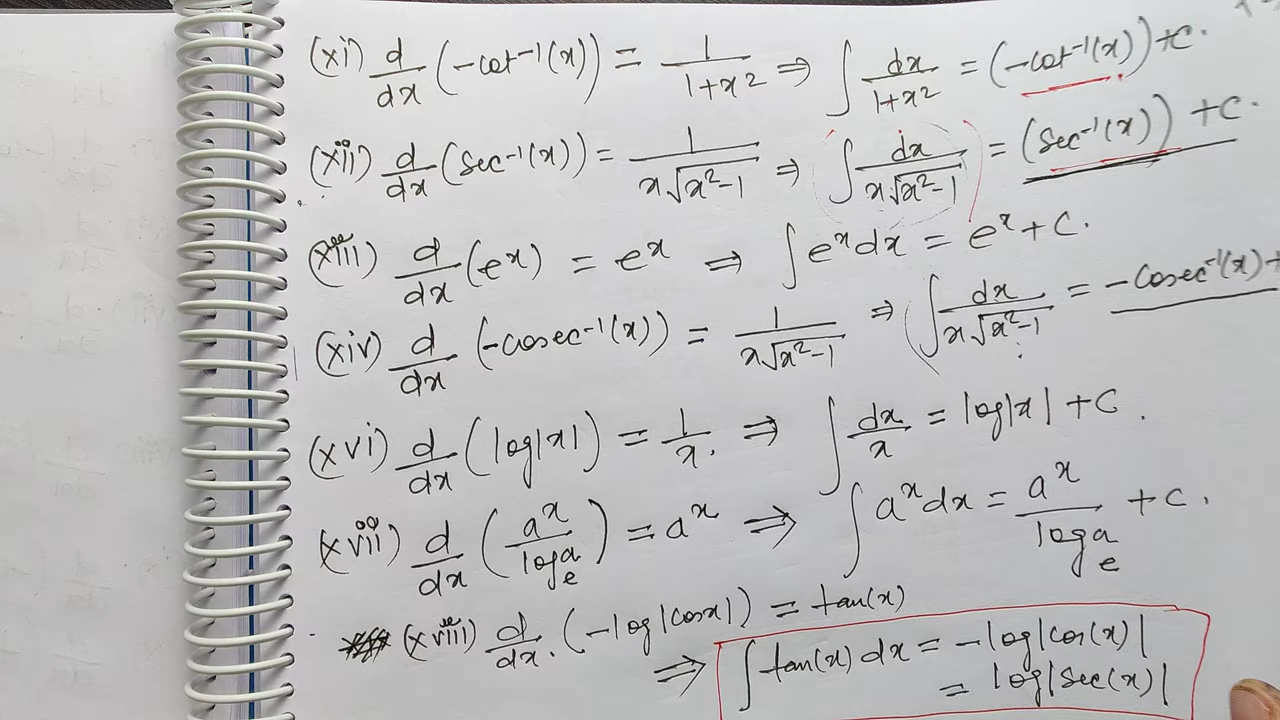 (xi) d/dx (-cot⁻¹(x)) = 1/(1+x²) ⇒ ∫ dx/(1+x²) = (-cot⁻¹(x)) + C.
(xii) d/dx (sec⁻¹(x)) = 1/(x√(x²-1)) ⇒ ∫ dx/(x√(x²-1)) = (sec⁻¹(x)) + C.
(xiii) d/dx (eˣ) = eˣ ⇒ ∫ eˣ dx = eˣ + C.
(xiv) d/dx (-cosec⁻¹(x)) = 1/(x√(x²-1)) ⇒ ∫ dx/(x√(x²-1)) = -cosec⁻¹(x) +
(xvi) d/dx (log|x|) = 1/x. ⇒ ∫ dx/x = log|x| + C.
(xvii) d/dx (aˣ/logₑa) = aˣ ⇒ ∫ aˣ dx = aˣ/logₑa + C.
(xviii) d/dx. (-log|cosx|) = tan(x)
⇒ ∫ tan(x) dx = -log|cos(x)|
= log|sec(x)|